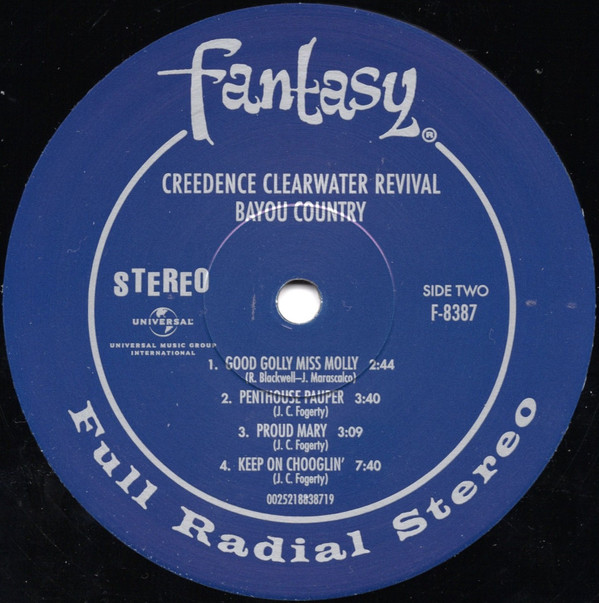 fantasy®
CREEDENCE CLEARWATER REVIVAL
BAYOU COUNTRY
STEREO
UNIVERSAL
UNIVERSAL MUSIC GROUP
INTERNATIONAL
SIDE TWO
F-8387
1. GOOD GOLLY MISS MOLLY 2:44
(R. Blackwell–J. Marascalco)
2. PENTHOUSE PAUPER 3:40
(J. C. Fogerty)
3. PROUD MARY 3:09
(J. C. Fogerty)
4. KEEP ON CHOOGLIN' 7:40
(J. C. Fogerty)
0025218838719
Full Radial Stereo